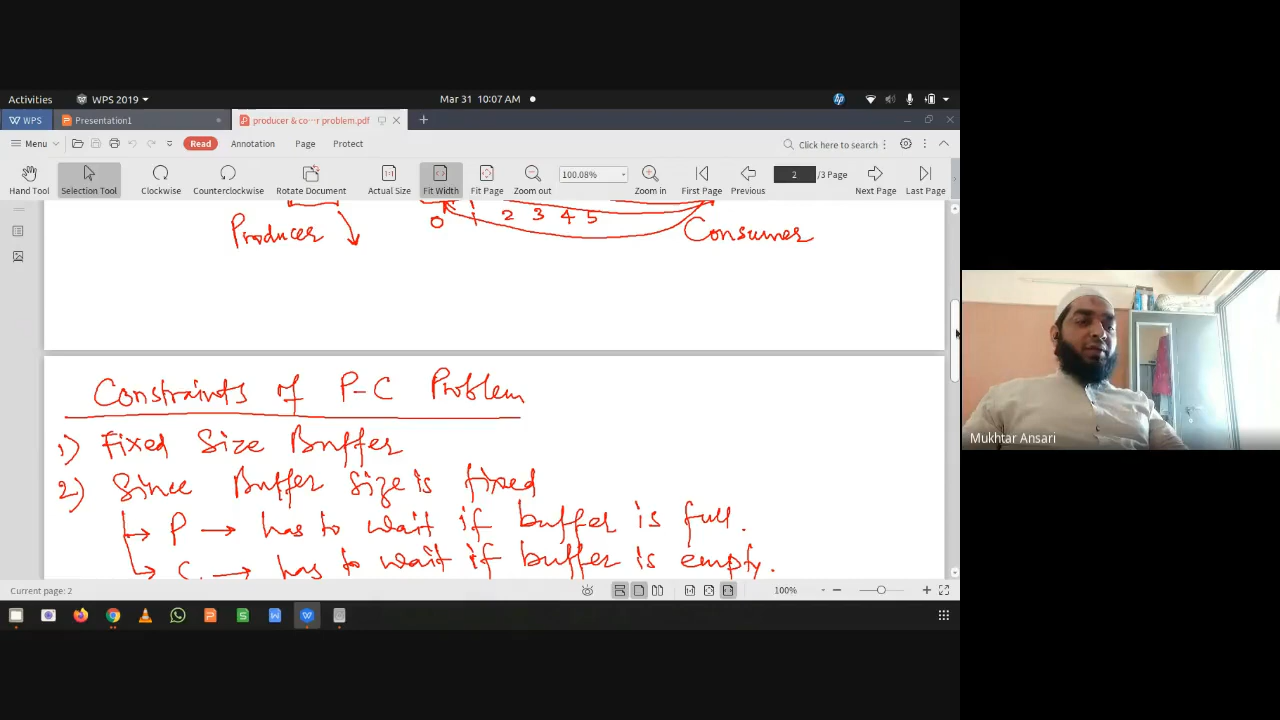 Activities WPS 2019 Mar 31 10:07 AM
WPS Presentation1 producer & co···r problem.pdf
Menu Read Annotation Page Protect Click here to search
Hand Tool Selection Tool Clockwise Counterclockwise Rotate Document Actual Size Fit Width Fit Page Zoom out 100.08% Zoom in First Page Previous 2 /3 Page Next Page Last Page
0 1 2 3 4 5
Producer Consumer
Constraints of P-C Problem
1) Fixed Size Buffer
2) Since Buffer Size is fixed
P → has to wait if buffer is full.
C → has to wait if buffer is empty.
Mukhtar Ansari
Current page: 2 100%